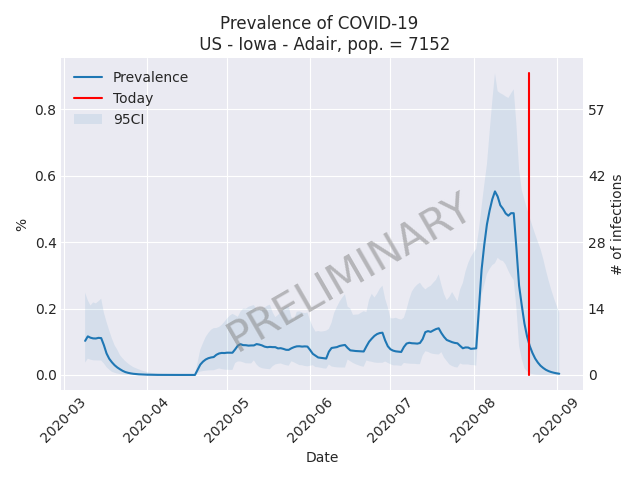 Prevalence of COVID-19
US - Iowa - Adair, pop. = 7152
Prevalence
Today
95CI
0.8
0.6
0.4
0.2
0.0
%
57
42
28
14
0
# of infections
PRELIMINARY
2020-03
2020-04
2020-05
2020-06
2020-07
2020-08
2020-09
Date